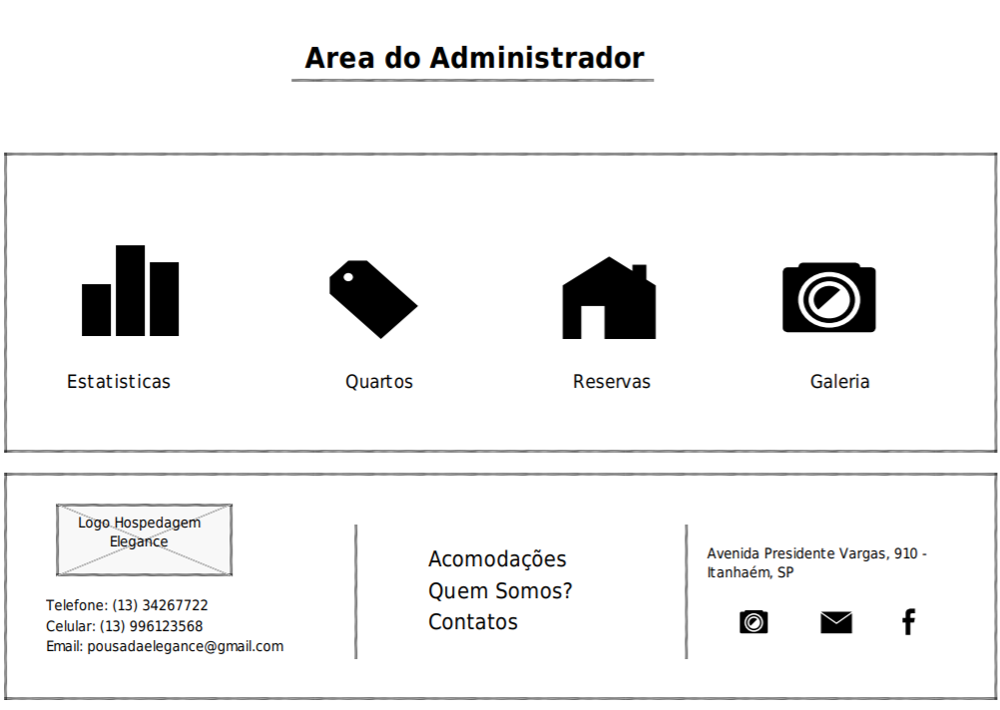 Area do Administrador
Estatisticas
Quartos
Reservas
Galeria
Logo Hospedagem
Elegance
Telefone: (13) 34267722
Celular: (13) 996123568
Email: pousadaelegance@gmail.com
Acomodações
Quem Somos?
Contatos
Avenida Presidente Vargas, 910 -
Itanhaém, SP